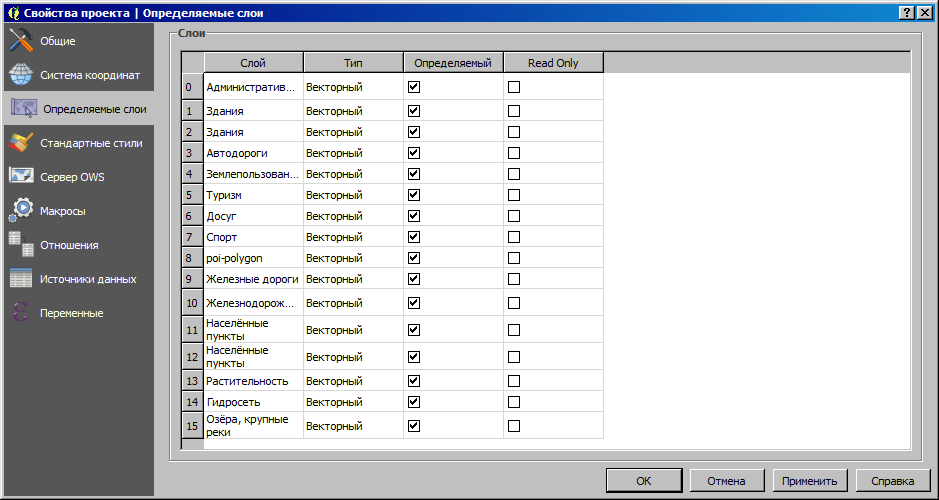 Свойства проекта | Определяемые слои
Общие
Система координат
Определяемые слои
Стандартные стили
Сервер OWS
Макросы
Отношения
Источники данных
Переменные
Слои
Слой Тип Определяемый Read Only
0 Административ... Векторный
1 Здания Векторный
2 Здания Векторный
3 Автодороги Векторный
4 Землепользован... Векторный
5 Туризм Векторный
6 Досуг Векторный
7 Спорт Векторный
8 poi-polygon Векторный
9 Железные дороги Векторный
10 Железнодорож... Векторный
11 Населённые пункты Векторный
12 Населённые пункты Векторный
13 Растительность Векторный
14 Гидросеть Векторный
15 Озёра, крупные реки Векторный
OK Отмена Применить Справка